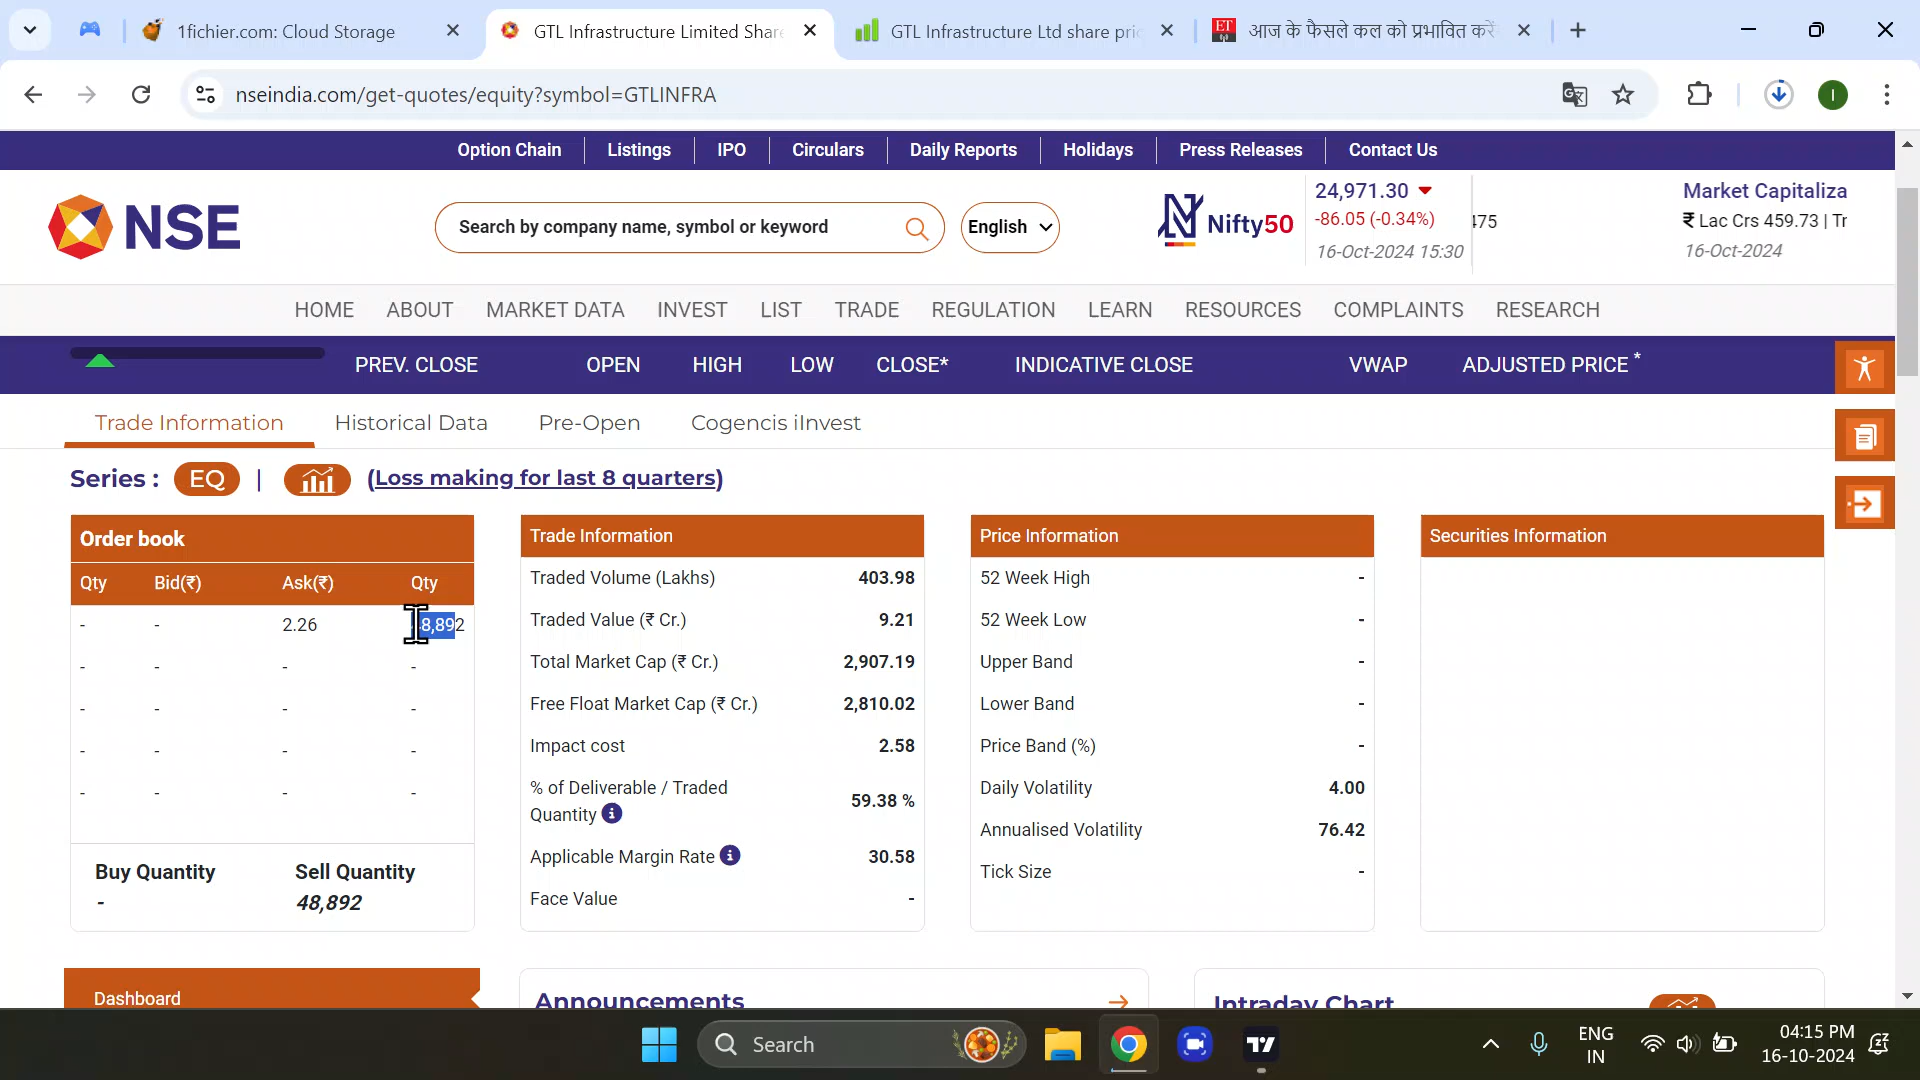 1fichier.com: Cloud Storage
GTL Infrastructure Limited Share
GTL Infrastructure Ltd share pric
ET
आज के फैसले कल को प्रभावित करें
nseindia.com/get-quotes/equity?symbol=GTLINFRA
I
Option Chain
Listings
IPO
Circulars
Daily Reports
Holidays
Press Releases
Contact Us
NSE
Search by company name, symbol or keyword
English
Nifty50
24,971.30
-86.05 (-0.34%)
16-Oct-2024 15:30
475
Market Capitaliza
₹ Lac Crs 459.73 | Tr
16-Oct-2024
HOME
ABOUT
MARKET DATA
INVEST
LIST
TRADE
REGULATION
LEARN
RESOURCES
COMPLAINTS
RESEARCH
PREV. CLOSE
OPEN
HIGH
LOW
CLOSE*
INDICATIVE CLOSE
VWAP
ADJUSTED PRICE *
Trade Information
Historical Data
Pre-Open
Cogencis iInvest
Series : EQ | (Loss making for last 8 quarters)
Order book
Qty Bid(₹) Ask(₹) Qty
- - 2.26 48,892
- - - -
- - - -
- - - -
- - - -
Buy Quantity Sell Quantity
- 48,892
Trade Information
Traded Volume (Lakhs) 403.98
Traded Value (₹ Cr.) 9.21
Total Market Cap (₹ Cr.) 2,907.19
Free Float Market Cap (₹ Cr.) 2,810.02
Impact cost 2.58
% of Deliverable / Traded
Quantity 59.38 %
Applicable Margin Rate 30.58
Face Value -
Price Information
52 Week High -
52 Week Low -
Upper Band -
Lower Band -
Price Band (%) -
Daily Volatility 4.00
Annualised Volatility 76.42
Tick Size -
Securities Information
Dashboard
Announcements
Intraday Chart
Search
ENG
IN
04:15 PM
16-10-2024